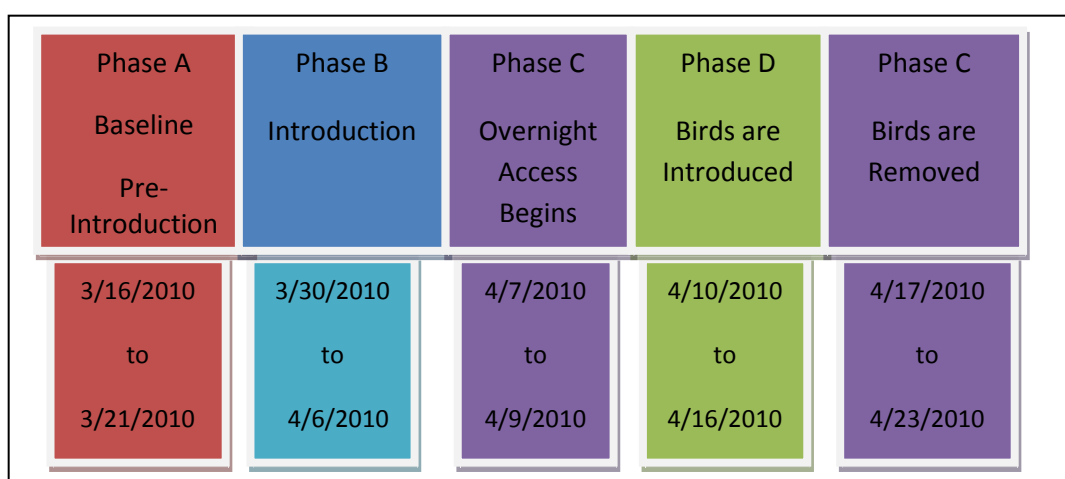 Phase A
Baseline
Pre-
Introduction
Phase B
Introduction
Phase C
Overnight
Access
Begins
Phase D
Birds are
Introduced
Phase C
Birds are
Removed
3/16/2010
to
3/21/2010
3/30/2010
to
4/6/2010
4/7/2010
to
4/9/2010
4/10/2010
to
4/16/2010
4/17/2010
to
4/23/2010